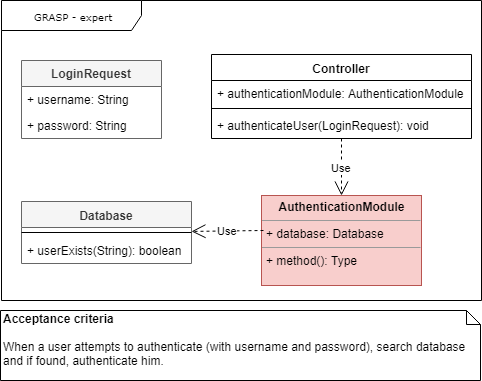 GRASP - expert
LoginRequest
+ username: String
+ password: String
Controller
+ authenticationModule: AuthenticationModule
+ authenticateUser(LoginRequest): void
Use
Database
+ userExists(String): boolean
Use
AuthenticationModule
+ database: Database
+ method(): Type
Acceptance criteria
When a user attempts to authenticate (with username and password), search database
and if found, authenticate him.